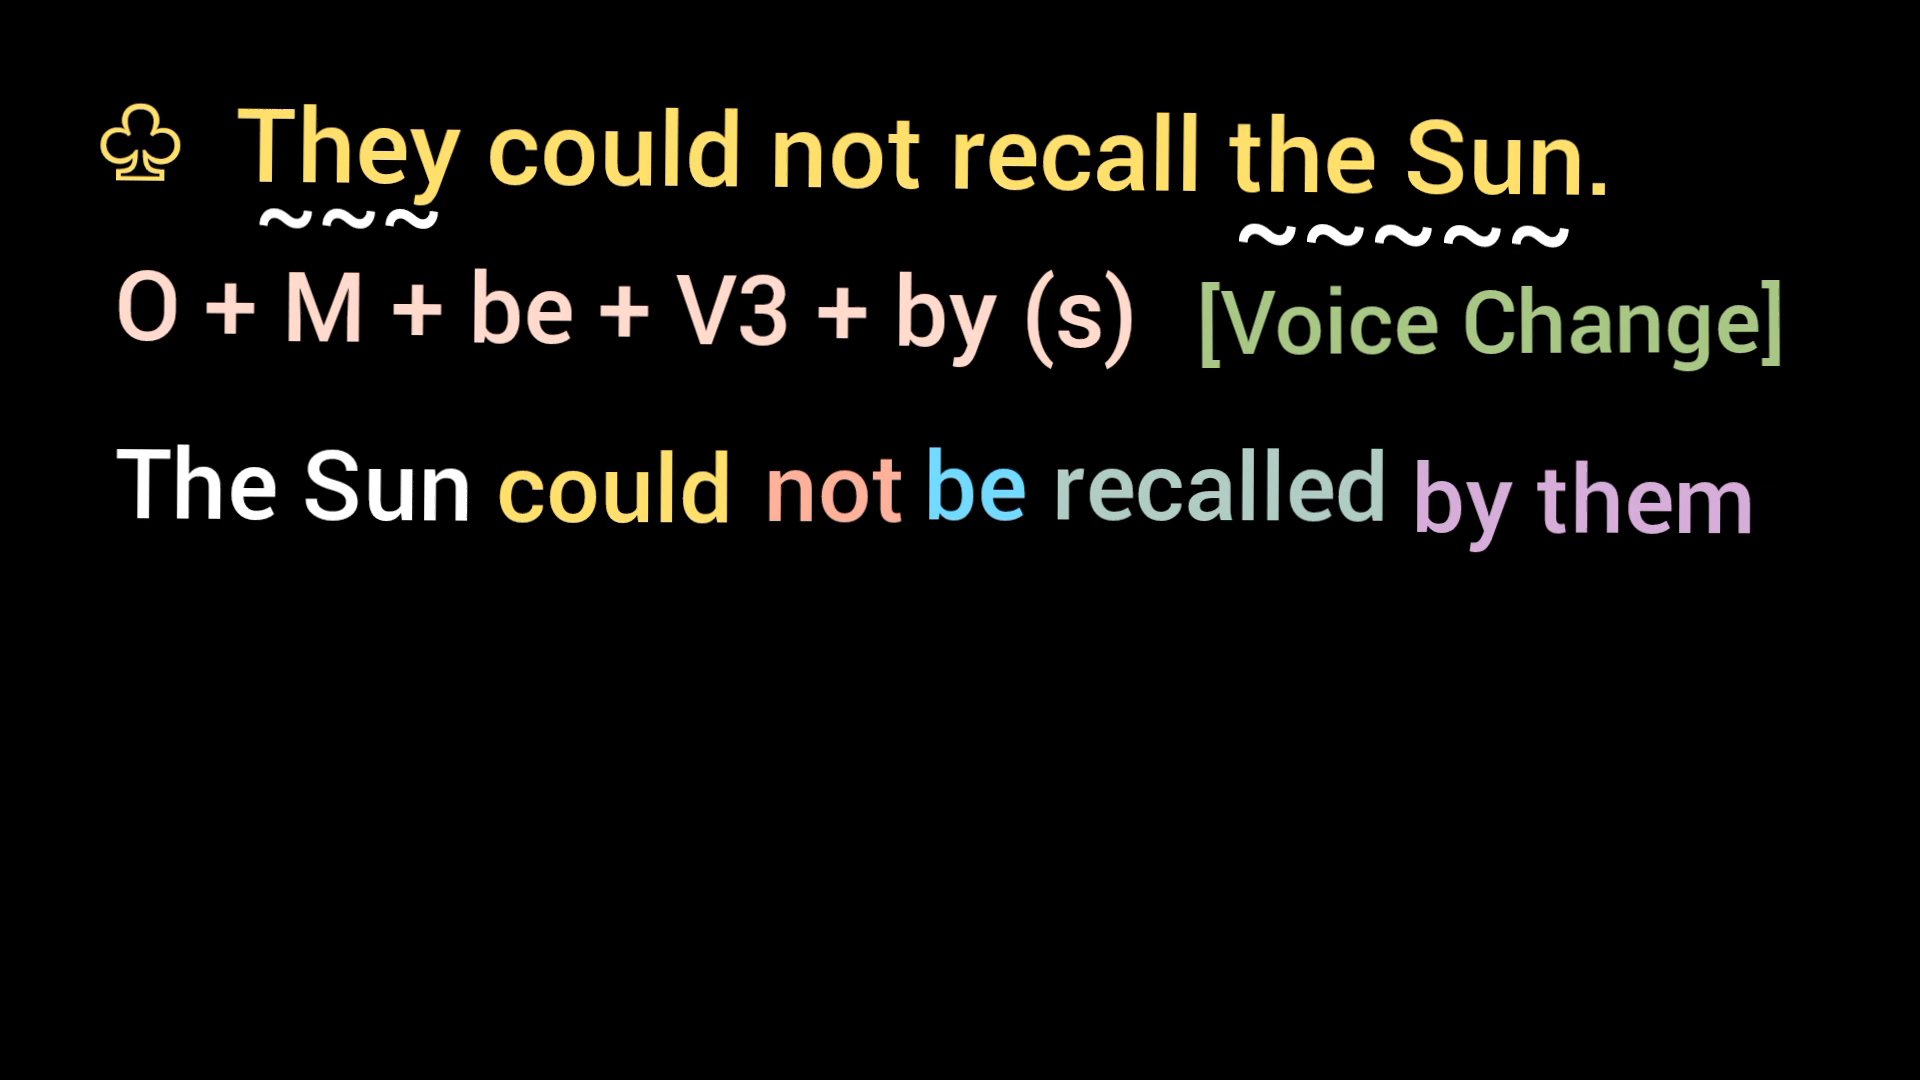 ♧ They could not recall the Sun.
~~~ ~~~~~
O + M + be + V3 + by (s) [Voice Change]
The Sun could not be recalled by them